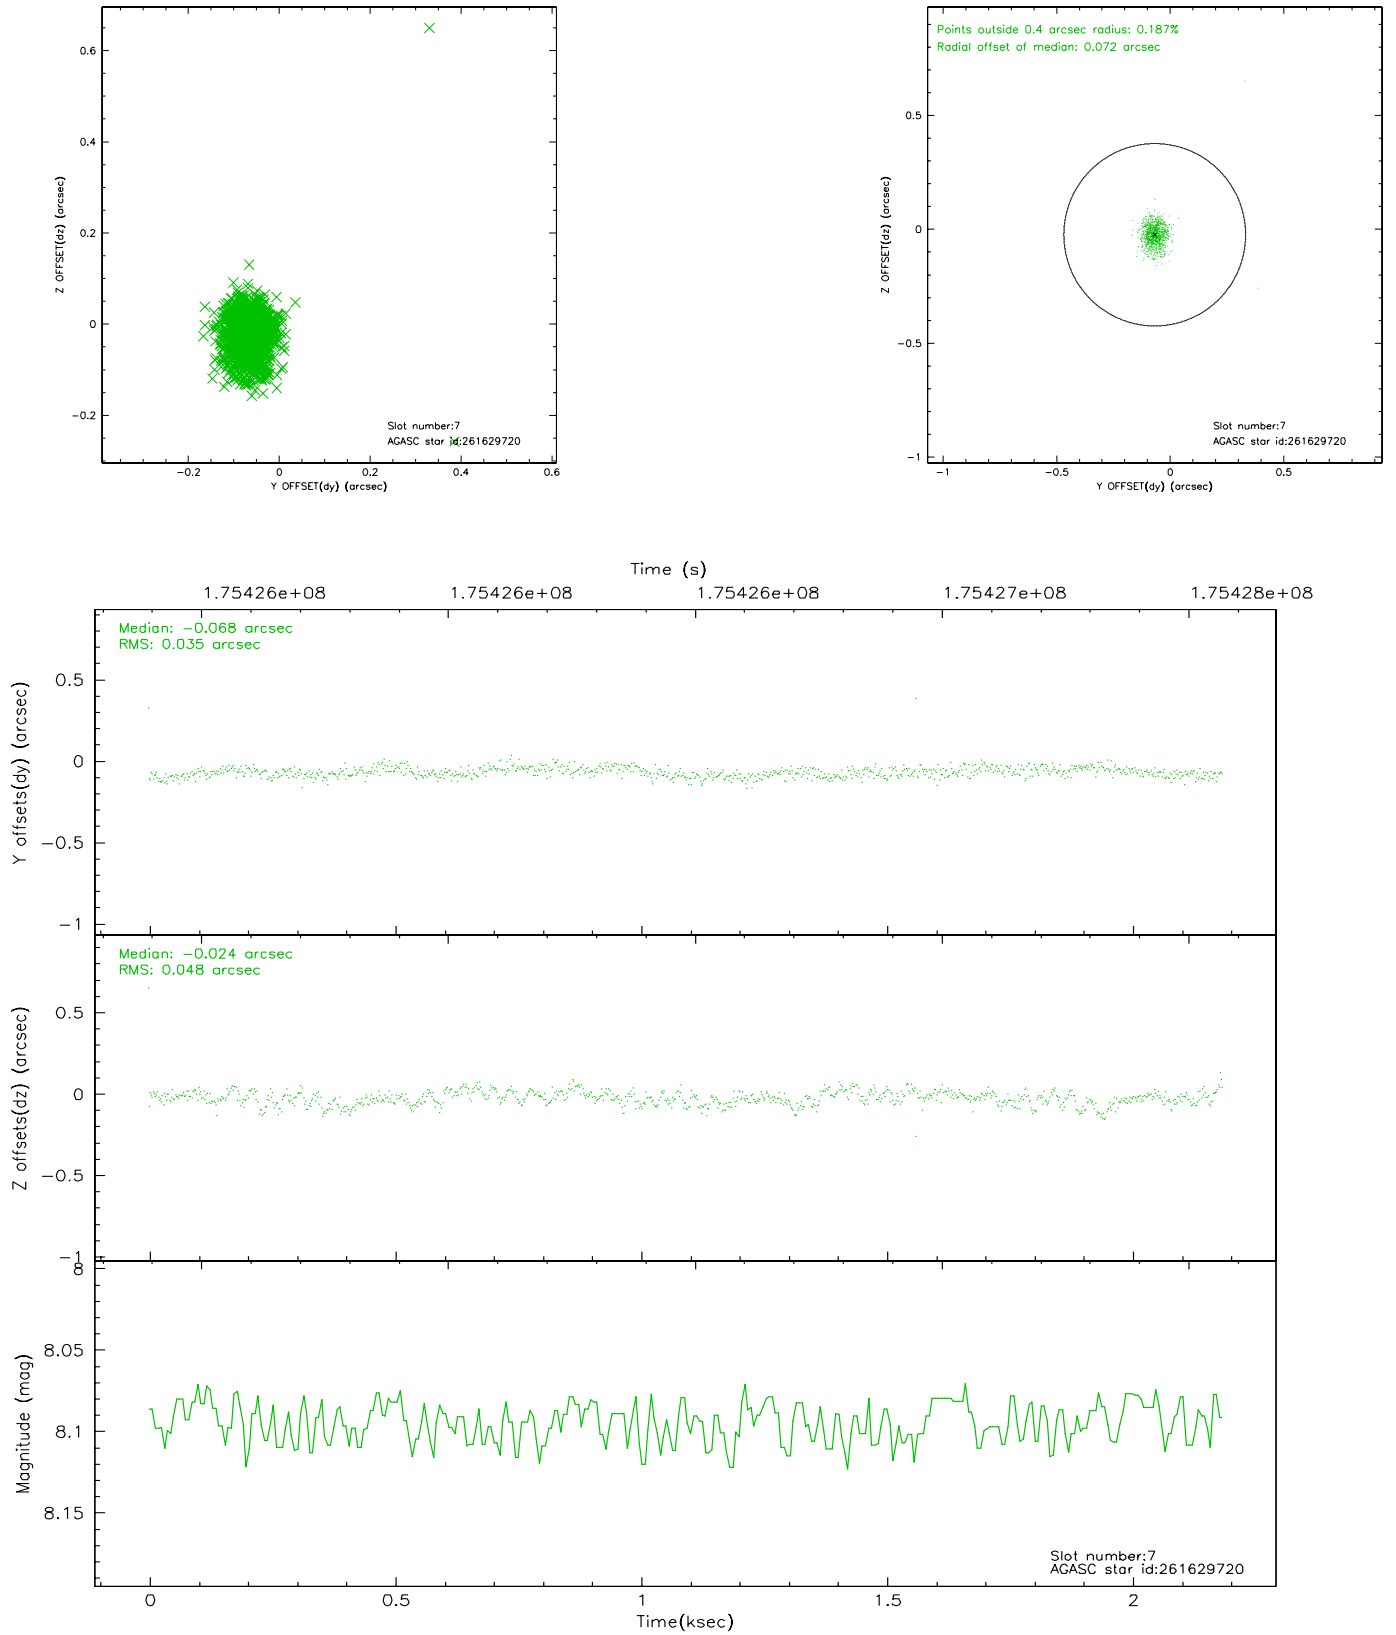 0.6
0.4
0.2
0
−0.2
Z OFFSET(dz) (arcsec)
Slot number:7
AGASC star id:261629720
−0.2 0 0.2 0.4 0.6
Y OFFSET(dy) (arcsec)
Points outside 0.4 arcsec radius: 0.187%
Radial offset of median: 0.072 arcsec
0.5
0
−0.5
−1
Z OFFSET(dz) (arcsec)
Slot number:7
AGASC star id:261629720
−1 −0.5 0 0.5
Y OFFSET(dy) (arcsec)
Time (s)
1.75426e+08 1.75426e+08 1.75426e+08 1.75427e+08 1.75428e+08
Median: −0.068 arcsec
RMS: 0.035 arcsec
0.5
0
−0.5
−1
Y offsets(dy) (arcsec)
Median: −0.024 arcsec
RMS: 0.048 arcsec
0.5
0
−0.5
−1
Z offsets(dz) (arcsec)
8
8.05
8.1
8.15
Magnitude (mag)
Slot number:7
AGASC star id:261629720
0 0.5 1 1.5 2
Time(ksec)